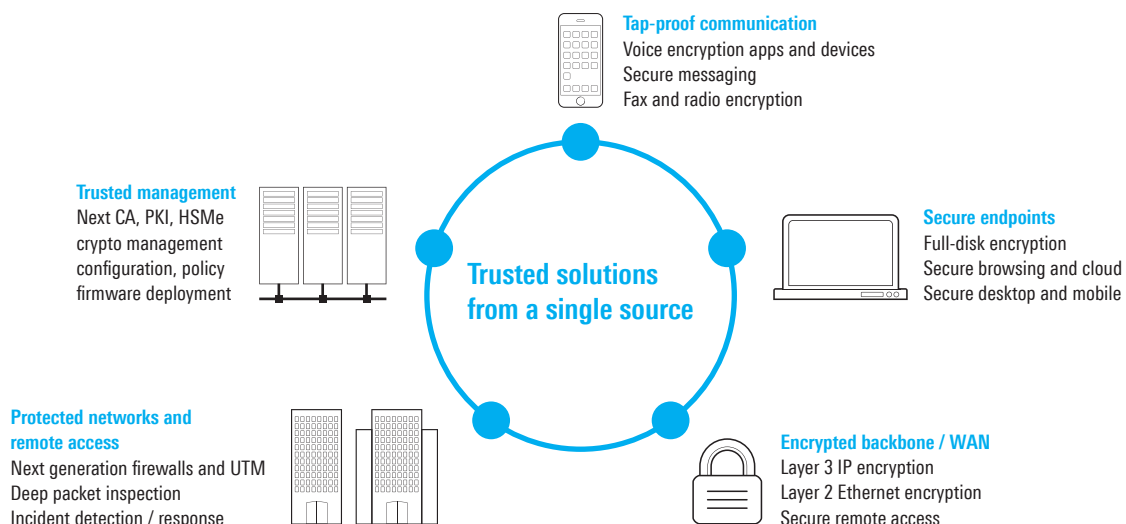 Tap-proof communication
Voice encryption apps and devices
Secure messaging
Fax and radio encryption
Trusted management
Next CA, PKI, HSMe
crypto management
configuration, policy
firmware deployment
Trusted solutions
from a single source
Secure endpoints
Full-disk encryption
Secure browsing and cloud
Secure desktop and mobile
Protected networks and
remote access
Next generation firewalls and UTM
Deep packet inspection
Incident detection / response
Encrypted backbone / WAN
Layer 3 IP encryption
Layer 2 Ethernet encryption
Secure remote access